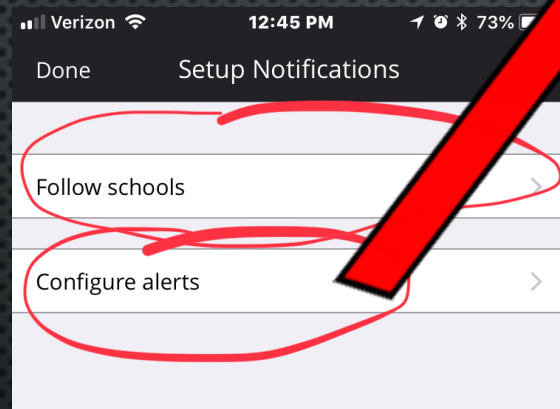 Verizon 12:45 PM 73%
Done Setup Notifications
Follow schools
Configure alerts